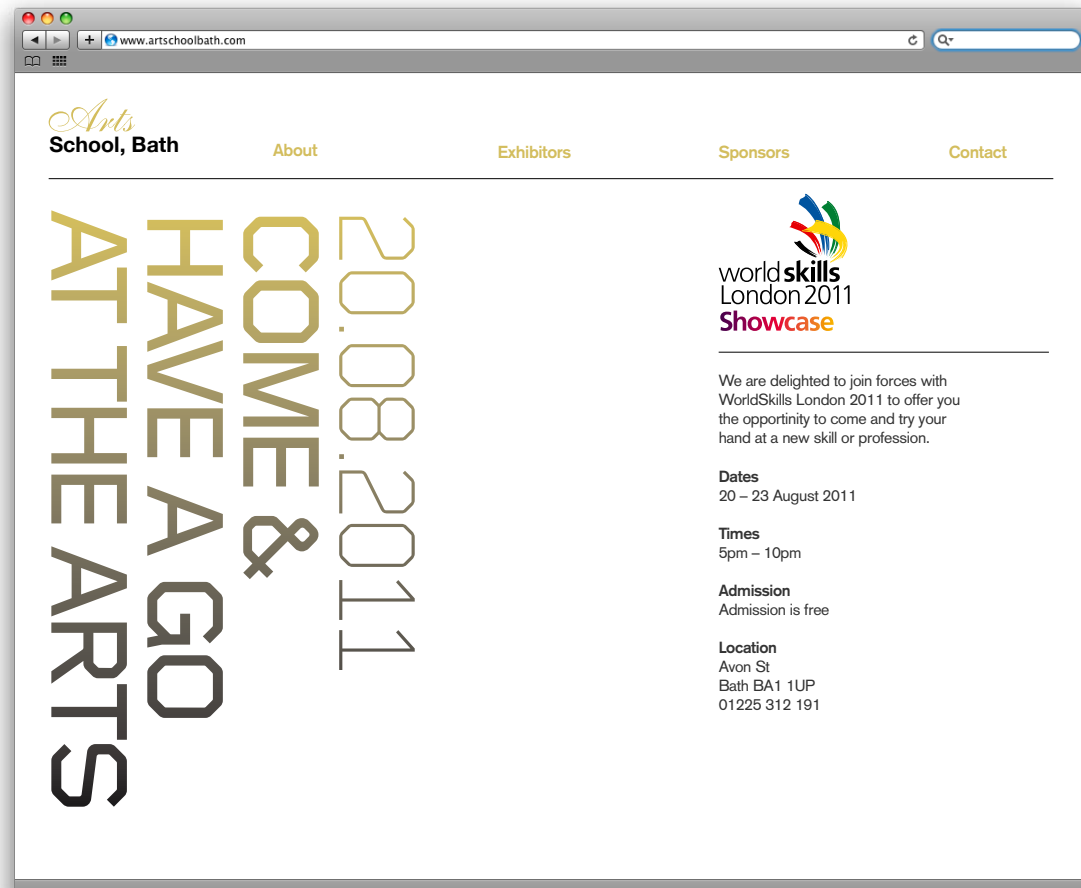 www.artschoolbath.com
Arts
School, Bath
About
Exhibitors
Sponsors
Contact
20.08.2011
COME &
HAVE A GO
AT THE ARTS
world skills
London 2011
Showcase
We are delighted to join forces with
WorldSkills London 2011 to offer you
the opportinity to come and try your
hand at a new skill or profession.
Dates
20 – 23 August 2011
Times
5pm – 10pm
Admission
Admission is free
Location
Avon St
Bath BA1 1UP
01225 312 191